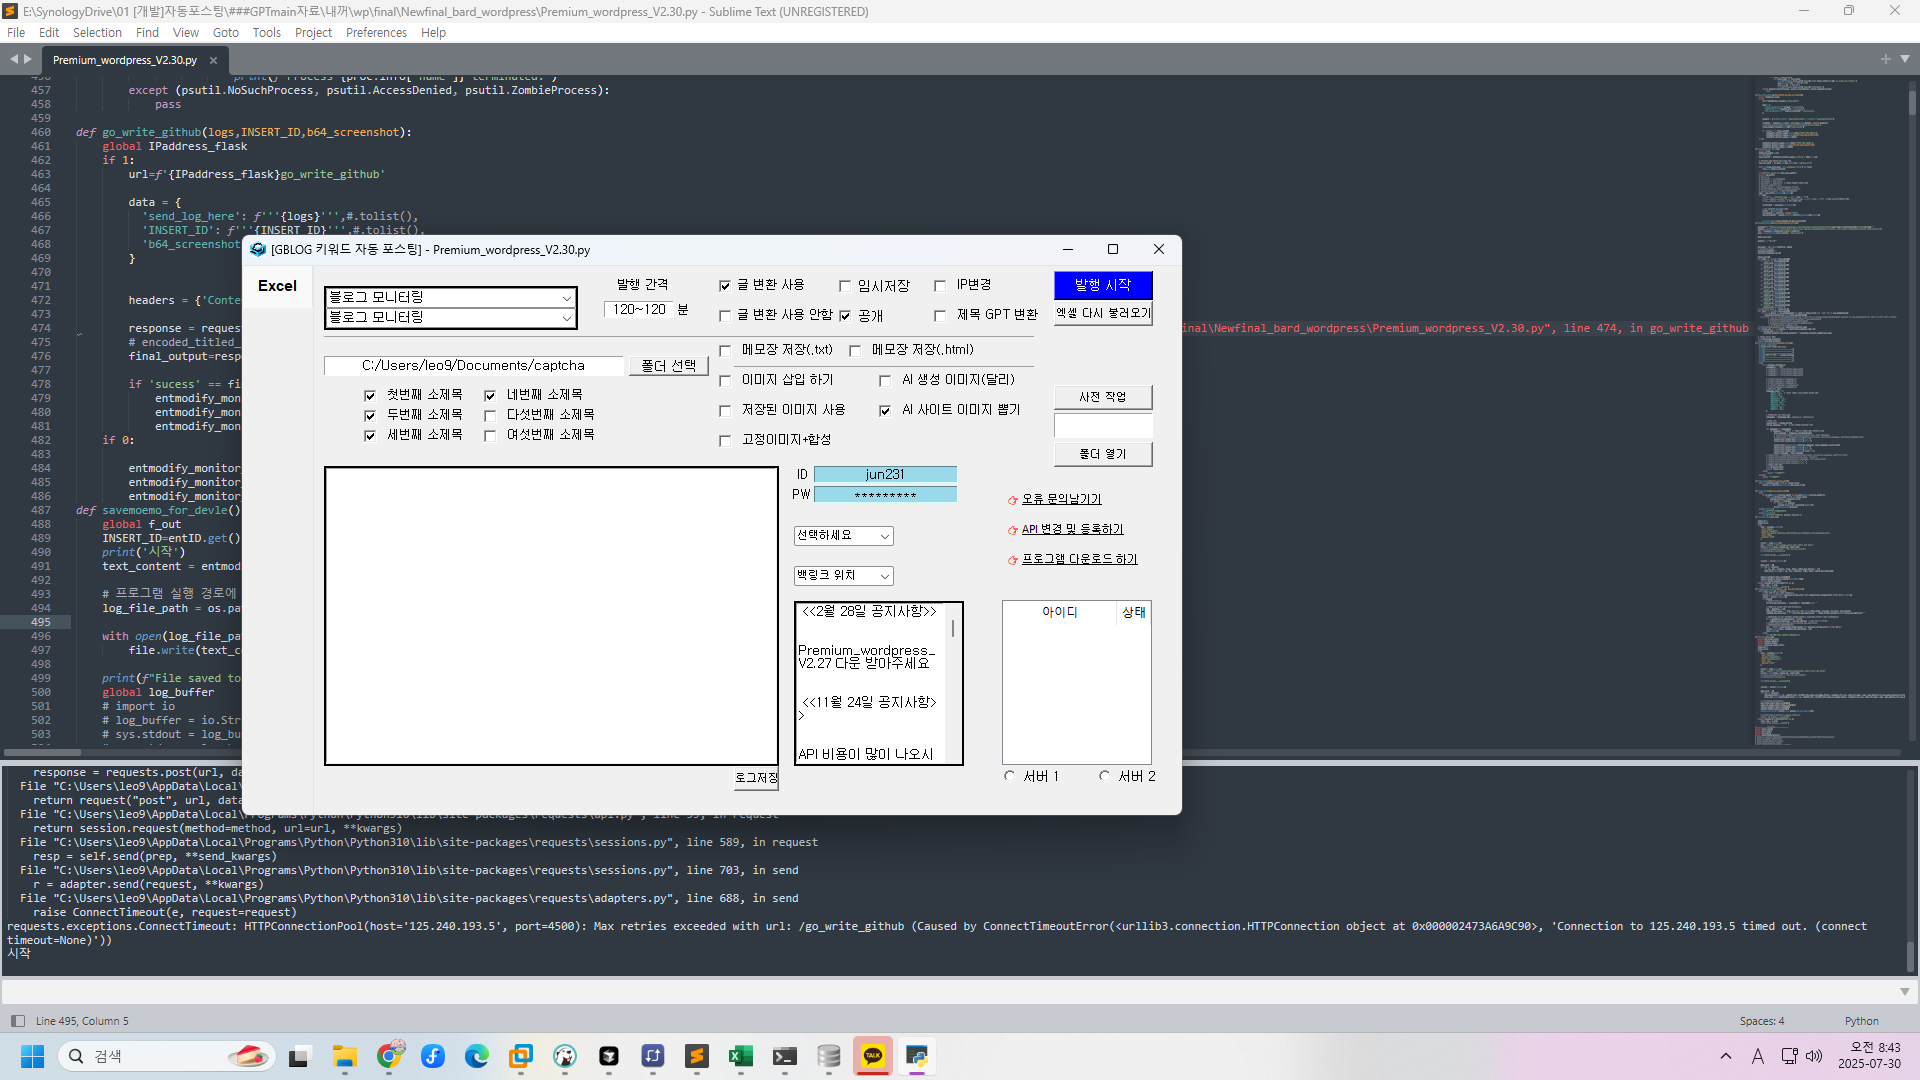 E:\SynologyDrive\01 [개발]자동포스팅\###GPTmain자료\내꺼\wp\final\Newfinal_bard_wordpress\Premium_wordpress_V2.30.py - Sublime Text (UNREGISTERED)
File Edit Selection Find View Goto Tools Project Preferences Help
Premium_wordpress_V2.30.py
457 except (psutil.NoSuchProcess, psutil.AccessDenied, psutil.ZombieProcess):
458 pass
459
460 def go_write_github(logs,INSERT_ID,b64_screenshot):
461 global IPaddress_flask
462 if 1:
463 url=f'{IPaddress_flask}go_write_github'
464
465 data = {
466 'send_log_here': f'''{logs}''',#.tolist(),
467 'INSERT_ID': f'''{INSERT_ID}''',#.tolist(),
468 'b64_screenshot
469 }
470
471
472 headers = {'Conte
473
474 response = reques
475 # encoded_titled_
476 final_output=resp
477
478 if 'sucess' == fi
479 entmodify_mon
480 entmodify_mon
481 entmodify_mon
482 if 0:
483
484 entmodify_monitor
485 entmodify_monitor
486 entmodify_monitor
487 def savemoemo_for_devle()
488 global f_out
489 INSERT_ID=entID.get()
490 print('시작')
491 text_content = entmod
492
493 # 프로그램 실행 경로에
494 log_file_path = os.pa
495
496 with open(log_file_pa
497 file.write(text_c
498
499 print(f"File saved to
500 global log_buffer
501 # import io
502 # log_buffer = io.Str
503 # sys.stdout = log_bu
inal\Newfinal_bard_wordpress\Premium_wordpress_V2.30.py", line 474, in go_write_github
[GBLOG 키워드 자동 포스팅] - Premium_wordpress_V2.30.py
Excel
블로그 모니터링
블로그 모니터링
발행 간격
120~120 분
글 변환 사용 임시저장 IP변경
글 변환 사용 안함 공개 제목 GPT 변환
발행 시작
엑셀 다시 불러오기
메모장 저장(.txt) 메모장 저장(.html)
C:/Users/leo9/Documents/captcha
폴더 선택
이미지 삽입 하기 AI 생성 이미지(달리)
첫번째 소제목 네번째 소제목
두번째 소제목 다섯번째 소제목
세번째 소제목 여섯번째 소제목
저장된 이미지 사용 AI 사이트 이미지 뽑기
고정이미지+합성
사전 작업
폴더 열기
ID jun231
PW *********
선택하세요
백링크 위치
오류 문의남기기
API 변경 및 등록하기
프로그램 다운로드 하기
<<2월 28일 공지사항>>
Premium_wordpress_
V2.27 다운 받아주세요
<<11월 24일 공지사항>
>
API 비용이 많이 나오시
아이디 상태
로그저장
서버 1 서버 2
response = requests.post(url, da
File "C:\Users\leo9\AppData\Local\
return request("post", url, data
File "C:\Users\leo9\AppData\Local\Programs\Python\Python310\lib\site-packages\requests\api.py", line 59, in request
return session.request(method=method, url=url, **kwargs)
File "C:\Users\leo9\AppData\Local\Programs\Python\Python310\lib\site-packages\requests\sessions.py", line 589, in request
resp = self.send(prep, **send_kwargs)
File "C:\Users\leo9\AppData\Local\Programs\Python\Python310\lib\site-packages\requests\sessions.py", line 703, in send
r = adapter.send(request, **kwargs)
File "C:\Users\leo9\AppData\Local\Programs\Python\Python310\lib\site-packages\requests\adapters.py", line 688, in send
raise ConnectTimeout(e, request=request)
requests.exceptions.ConnectTimeout: HTTPConnectionPool(host='125.240.193.5', port=4500): Max retries exceeded with url: /go_write_github (Caused by ConnectTimeoutError(<urllib3.connection.HTTPConnection object at 0x000002473A6A9C90>, 'Connection to 125.240.193.5 timed out. (connect
timeout=None)'))
시작
Line 495, Column 5
Spaces: 4
Python
검색
TALK
A
오전 8:43
2025-07-30